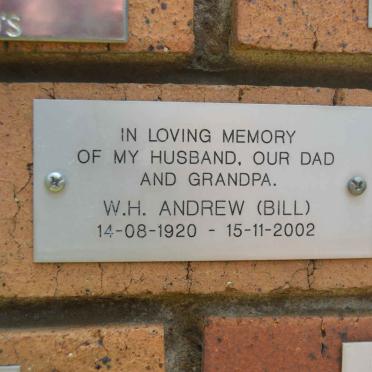 IN LOVING MEMORY
OF MY HUSBAND, OUR DAD
AND GRANDPA.
W.H. ANDREW (BILL)
14-08-1920 - 15-11-2002